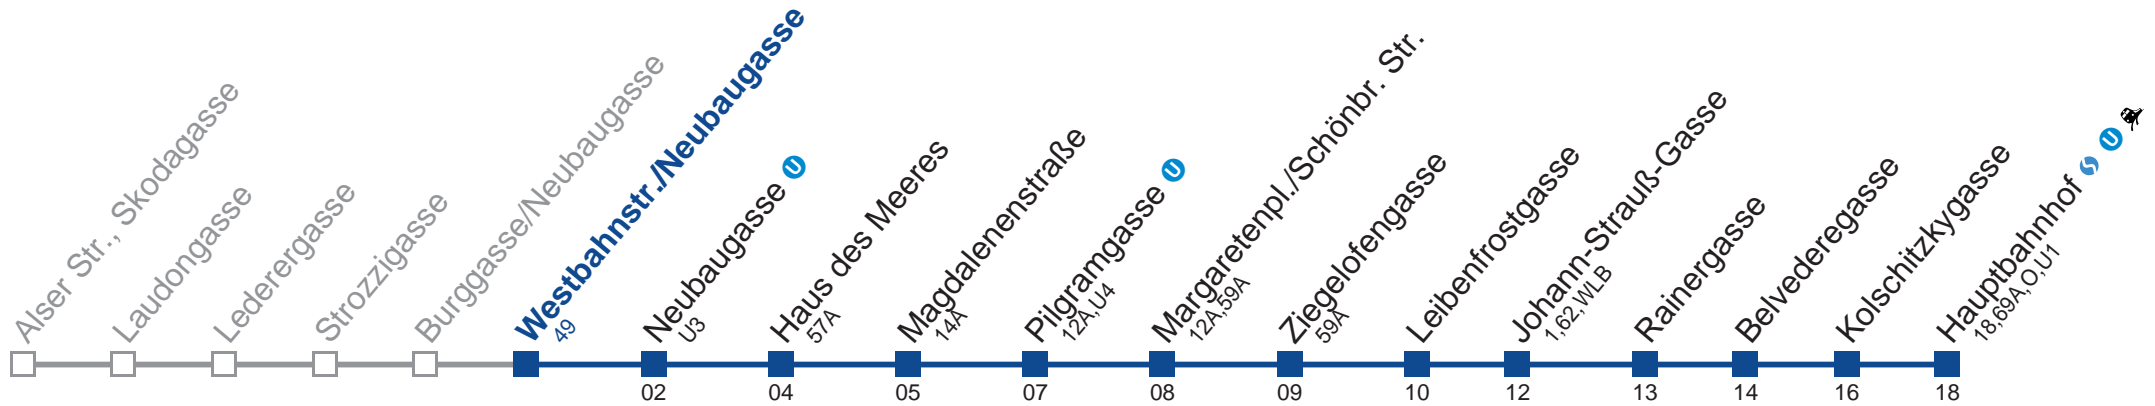 Alser Str., Skodagasse
Laudongasse
Lederergasse
Strozzigasse
Burggasse/Neubaugasse
Westbahnstr./Neubaugasse
49
Neubaugasse U
U3
02
Haus des Meeres
57A
04
Magdalenenstraße
14A
05
Pilgramgasse U
12A,U4
07
Margaretenpl./Schönbr. Str.
12A,59A
08
Ziegelofengasse
59A
09
Leibenfrostgasse
10
Johann-Strauß-Gasse
1,62,WLB
12
Rainergasse
13
Belvederegasse
14
Kolschitzkygasse
16
Hauptbahnhof S U
18,69A,O,U1
18